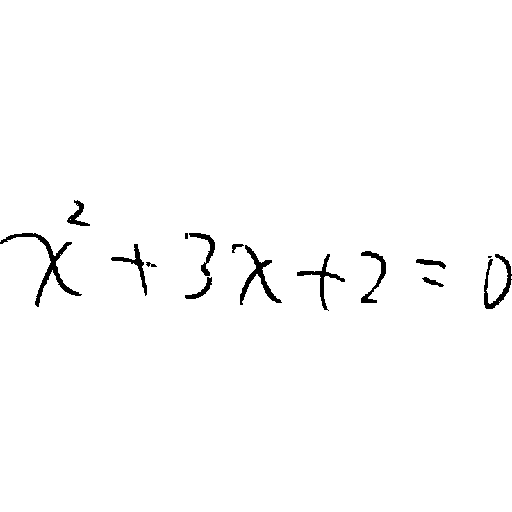 x² + 3x + 2 = 0